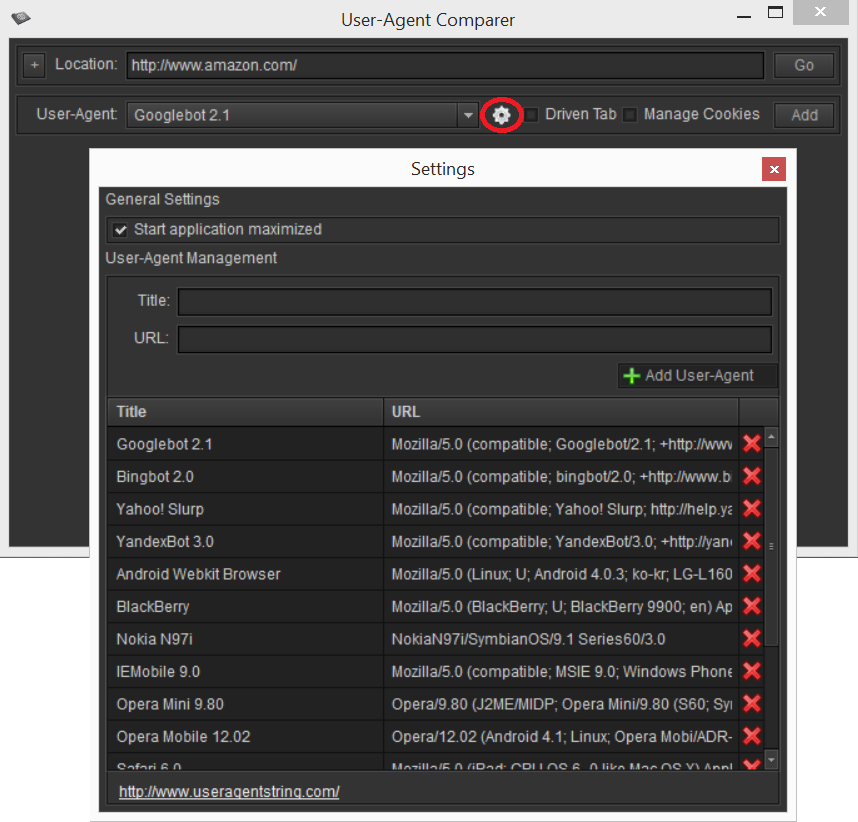 User-Agent Comparer
+ Location: http://www.amazon.com/ Go
User-Agent: Googlebot 2.1 Driven Tab Manage Cookies Add
Settings
General Settings
Start application maximized
User-Agent Management
Title:
URL:
Add User-Agent
Title URL
Googlebot 2.1 Mozilla/5.0 (compatible; Googlebot/2.1; +http://www
Bingbot 2.0 Mozilla/5.0 (compatible; bingbot/2.0; +http://www.bi
Yahoo! Slurp Mozilla/5.0 (compatible; Yahoo! Slurp; http://help.ya
YandexBot 3.0 Mozilla/5.0 (compatible; YandexBot/3.0; +http://yan
Android Webkit Browser Mozilla/5.0 (Linux; U; Android 4.0.3; ko-kr; LG-L160
BlackBerry Mozilla/5.0 (BlackBerry; U; BlackBerry 9900; en) Ap
Nokia N97i NokiaN97i/SymbianOS/9.1 Series60/3.0
IEMobile 9.0 Mozilla/5.0 (compatible; MSIE 9.0; Windows Phone
Opera Mini 9.80 Opera/9.80 (J2ME/MIDP; Opera Mini/9.80 (S60; Sy
Opera Mobile 12.02 Opera/12.02 (Android 4.1; Linux; Opera Mobi/ADR-
Safari 6.0 Mozilla/5.0 (iPad; CPU OS 6_0 like Mac OS X) Appl
http://www.useragentstring.com/